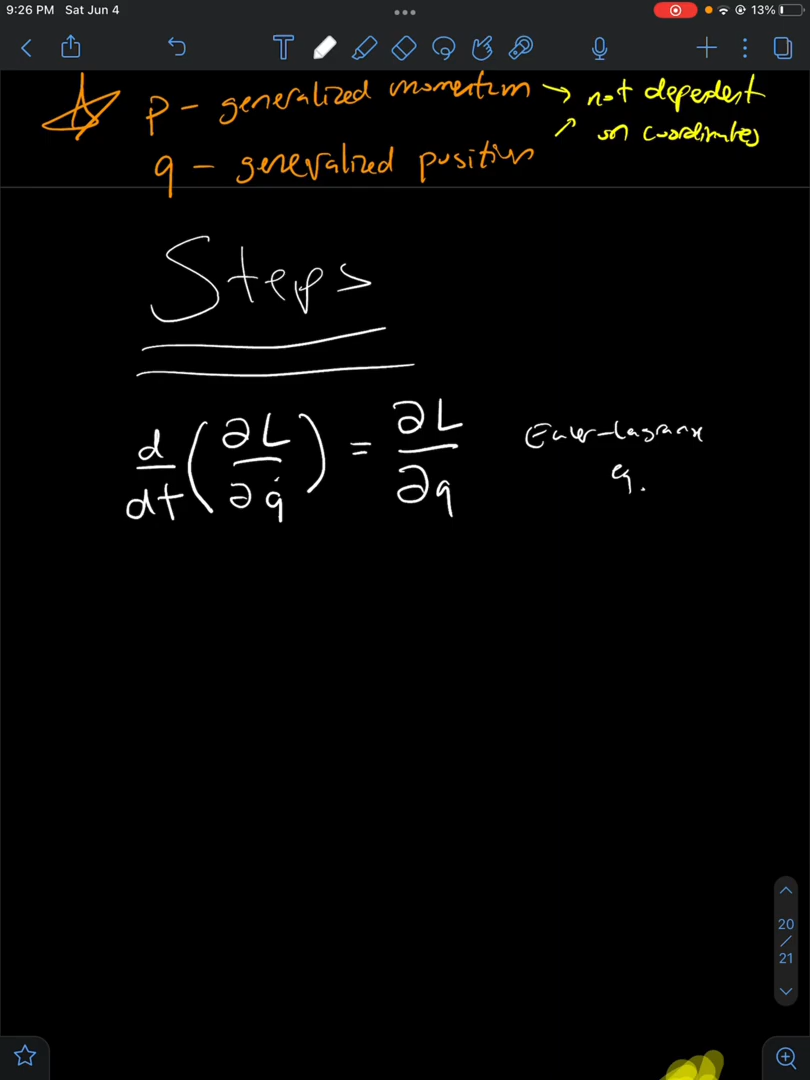 9:26 PM Sat Jun 4
13%
T
p - generalized momentum → not dependent
q - generalized position ↗ on coordinates
Steps
d/dt (∂L/∂q̇) = ∂L/∂q
Euler-Lagrange
eq.
20
/
21